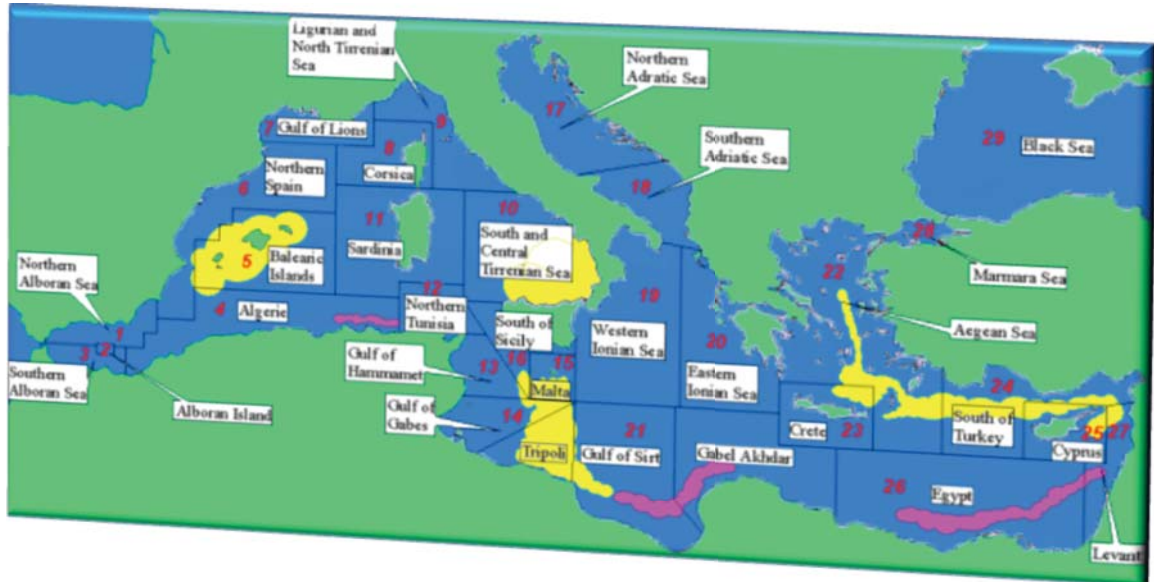 Ligurian and
North Tirrenian
Sea
Northern
Adratic Sea
17
9
7
Gulf of Lions
8
Corsica
Southern
Adriatic Sea
18
29
Black Sea
Northern
Spain
6
10
11
Sardinia
South and
Central
Tirrenian Sea
28
Marmara Sea
22
Aegean Sea
5
Balearic
Islands
Northern
Alboran Sea
12
Northern
Tunisia
4
Algerie
19
Western
Ionian Sea
20
Eastern
Ionian Sea
1
2
3
Southern
Alboran Sea
Alboran Island
South of
Sicily
16
15
13
Gulf of
Hammamet
Malta
24
South of
Turkey
Crete
23
25
27
Cyprus
Gulf of
Gabes
14
Tripoli
21
Gulf of Sirt
Gabel Akhdar
26
Egypt
Levant